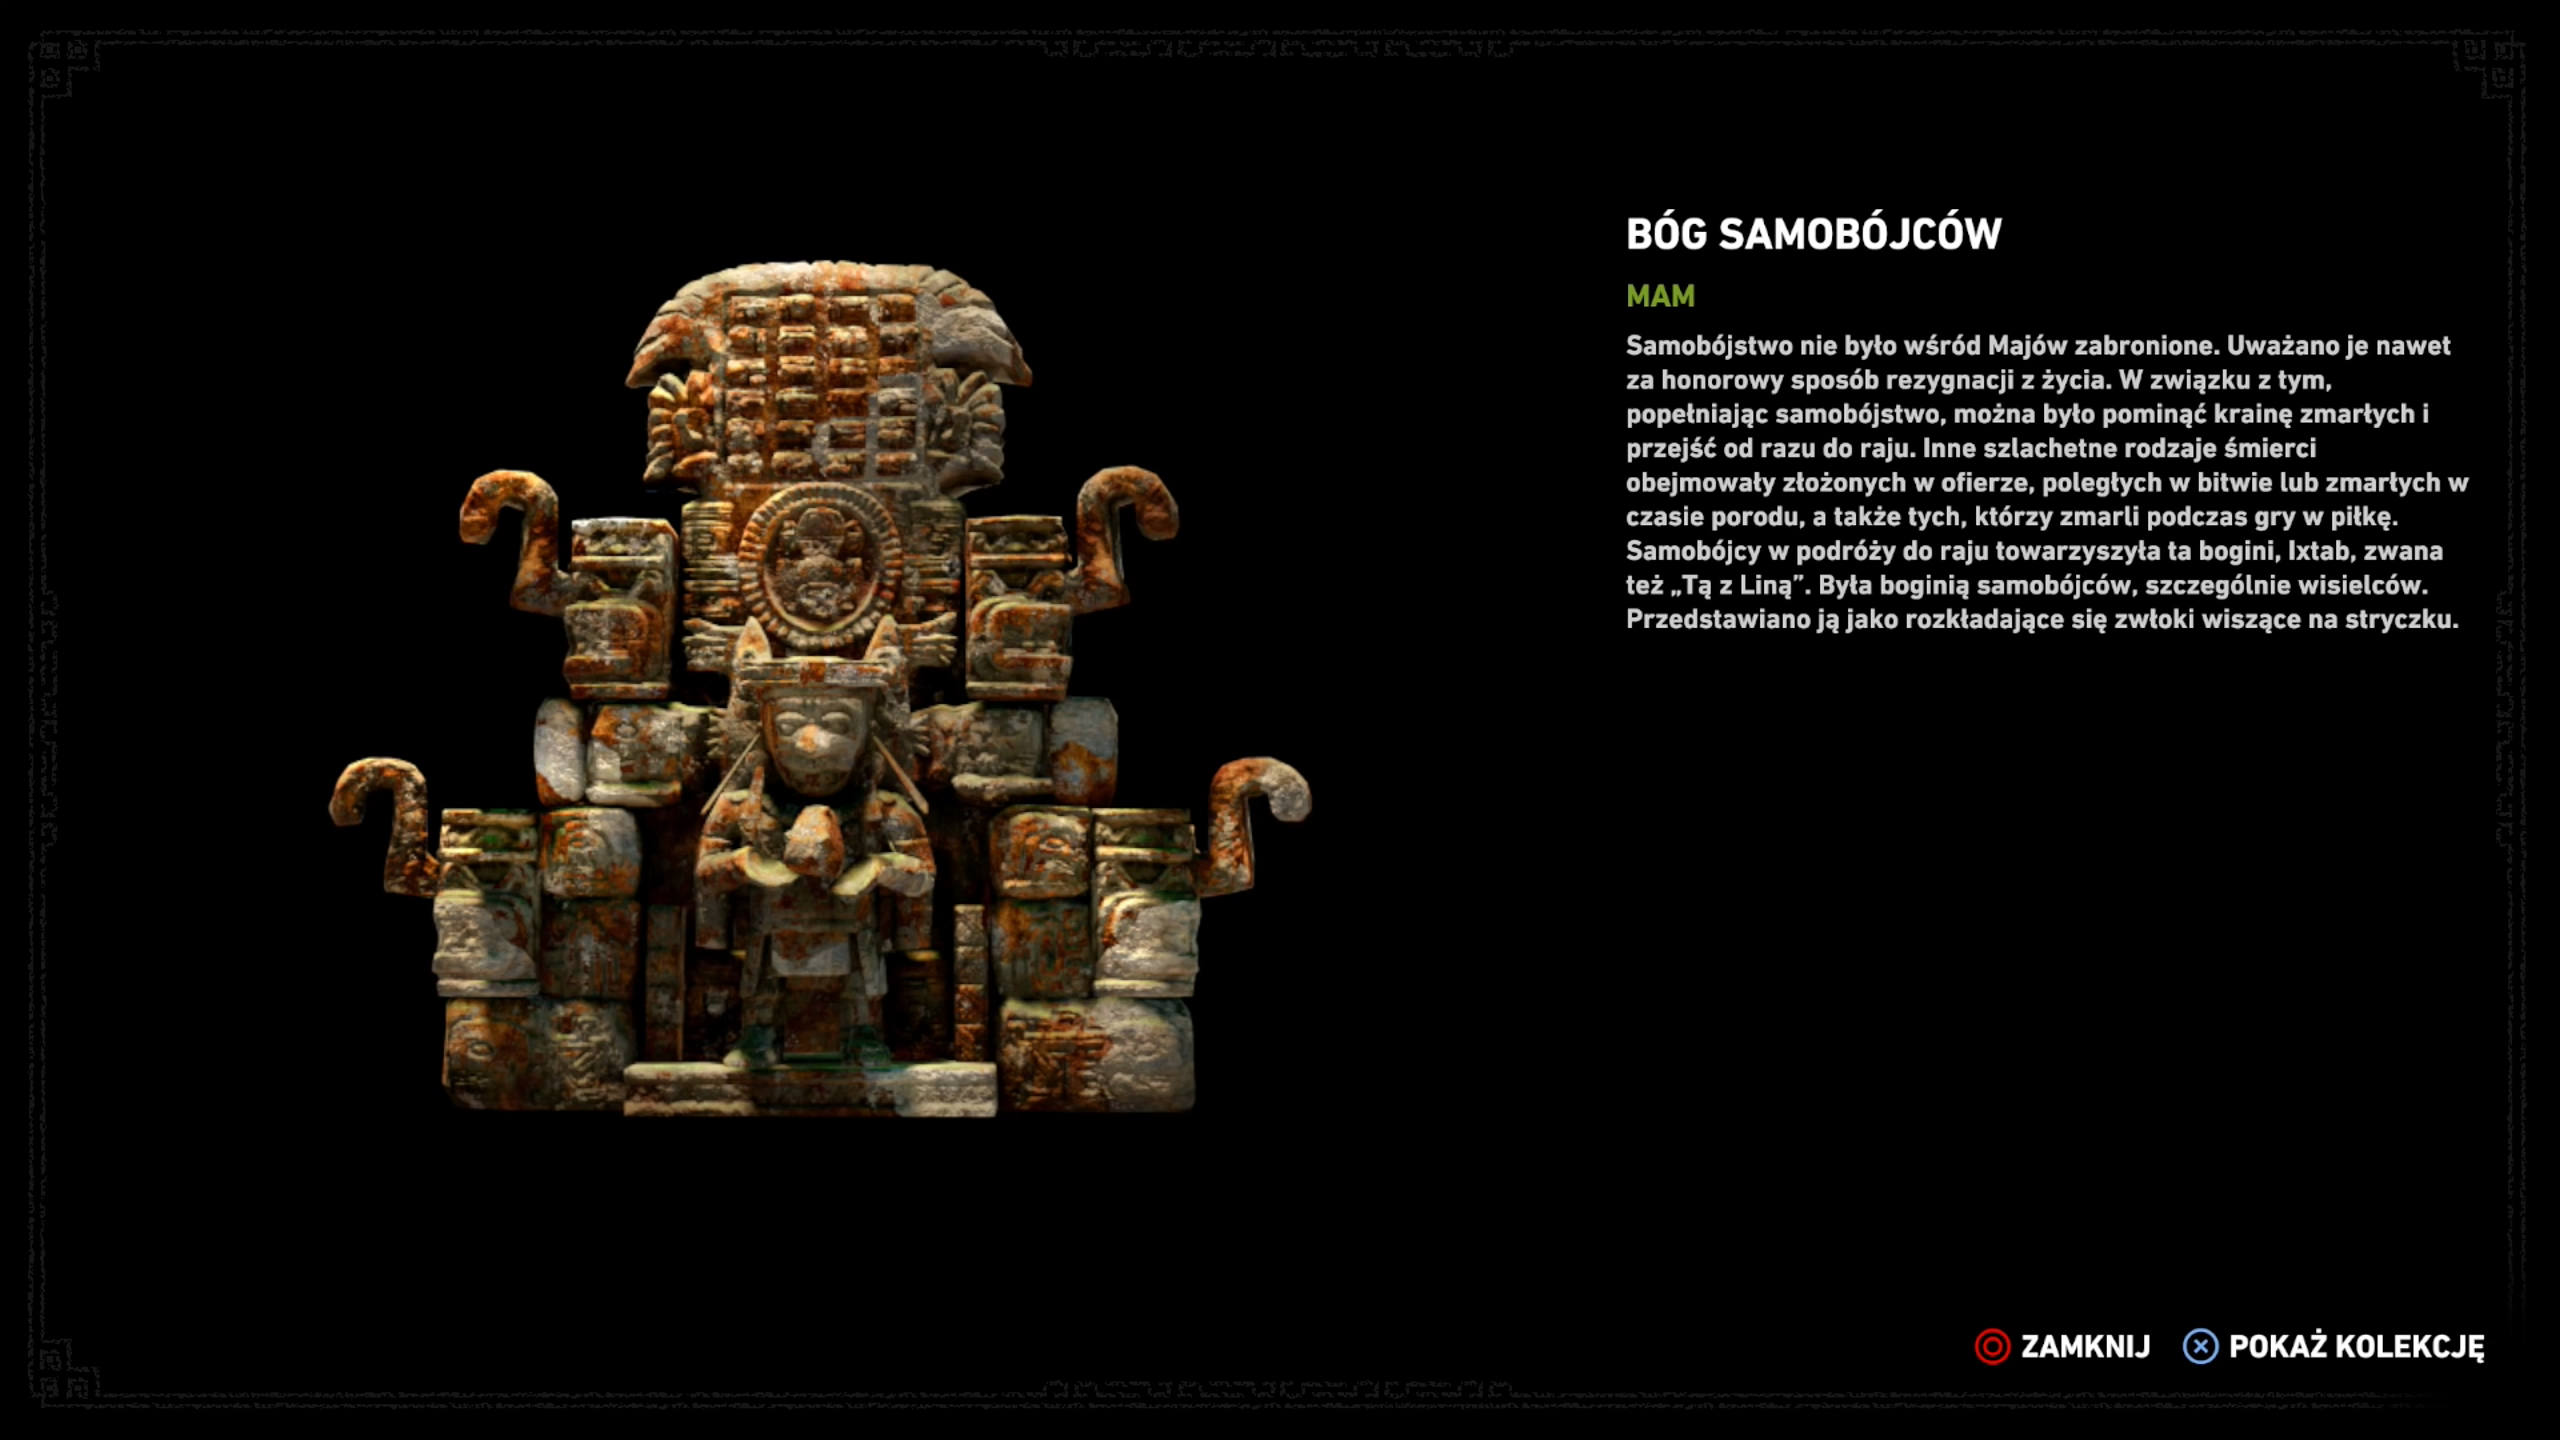 BÓG SAMOBÓJCÓW
MAM
Samobójstwo nie było wśród Majów zabronione. Uważano je nawet
za honorowy sposób rezygnacji z życia. W związku z tym,
popełniając samobójstwo, można było pominąć krainę zmarłych i
przejść od razu do raju. Inne szlachetne rodzaje śmierci
obejmowały złożonych w ofierze, poległych w bitwie lub zmarłych w
czasie porodu, a także tych, którzy zmarli podczas gry w piłkę.
Samobójcy w podróży do raju towarzyszyła ta bogini, Ixtab, zwana
też „Tą z Liną”. Była boginią samobójców, szczególnie wisielców.
Przedstawiano ją jako rozkładające się zwłoki wiszące na stryczku.
ZAMKNIJ POKAŻ KOLEKCJĘ